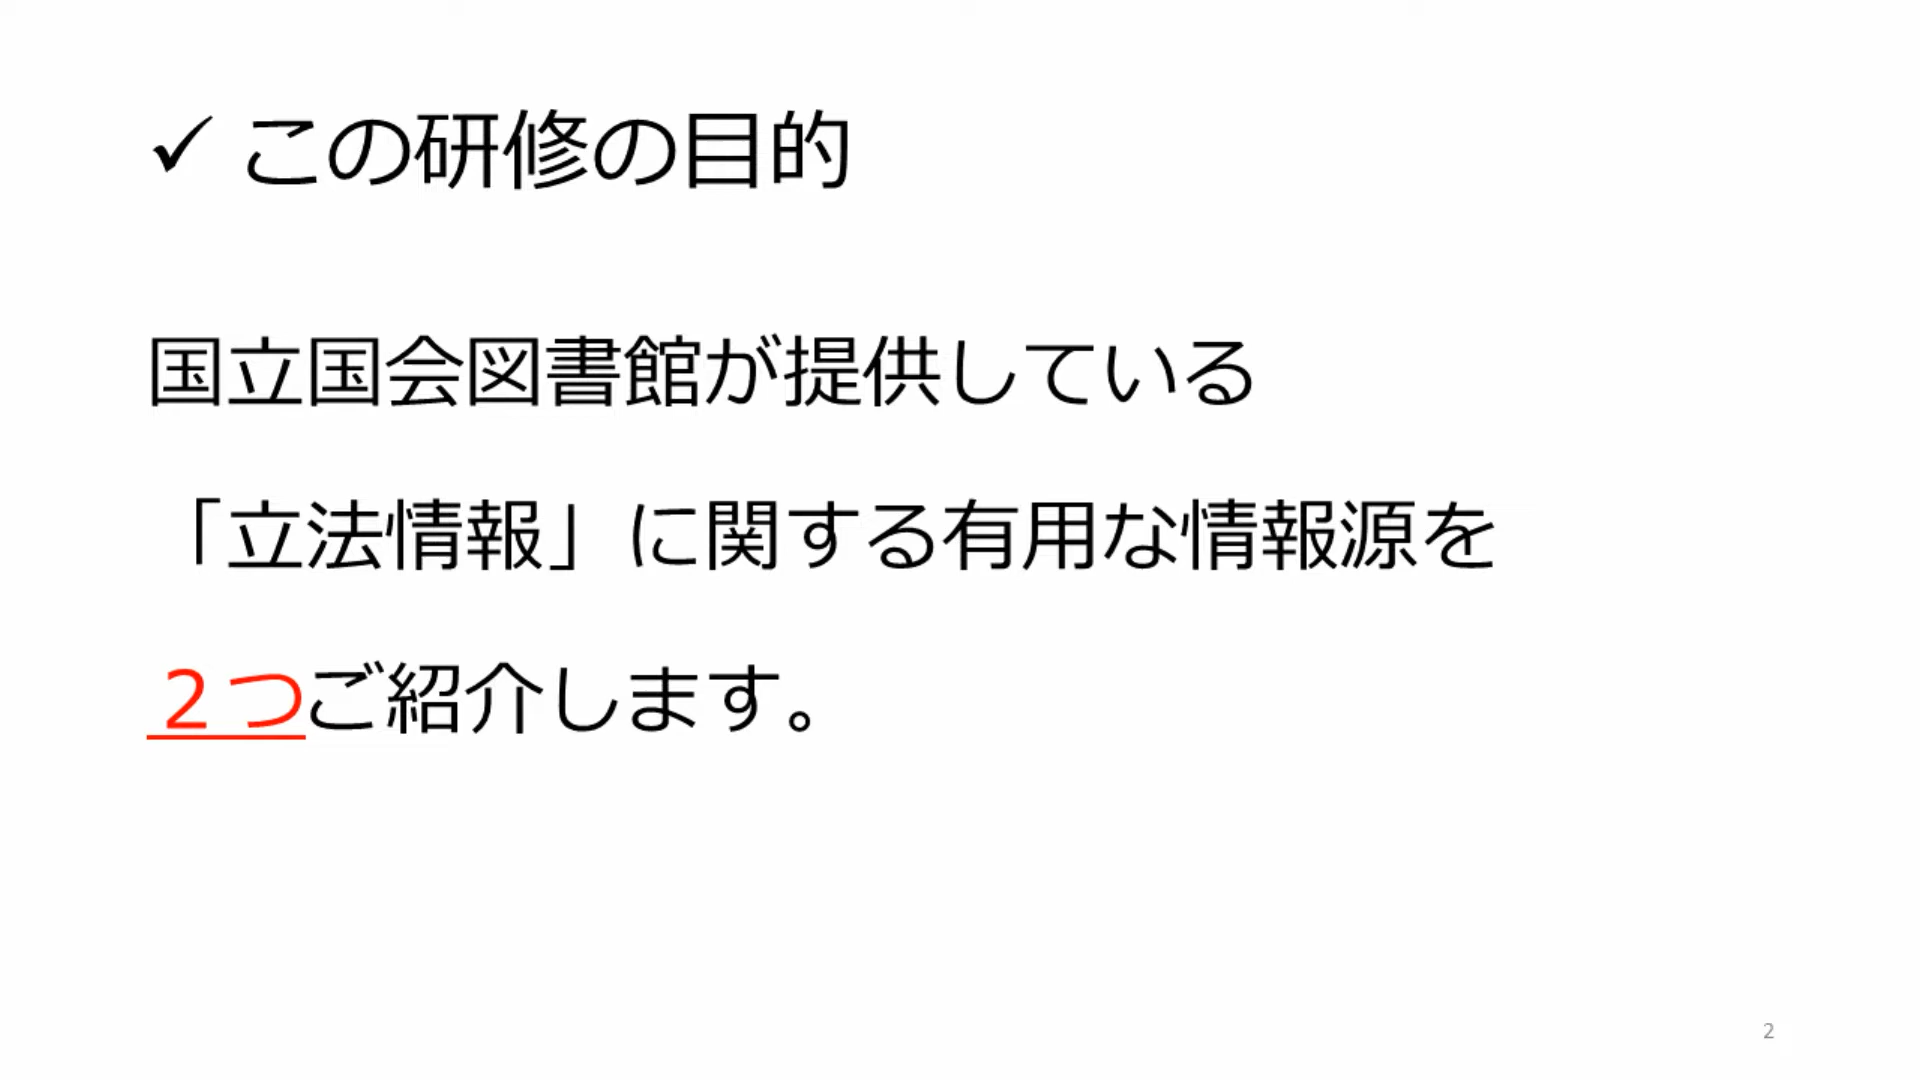 ✓ この研修の目的
国立国会図書館が提供している
「立法情報」に関する有用な情報源を
２つご紹介します。
2